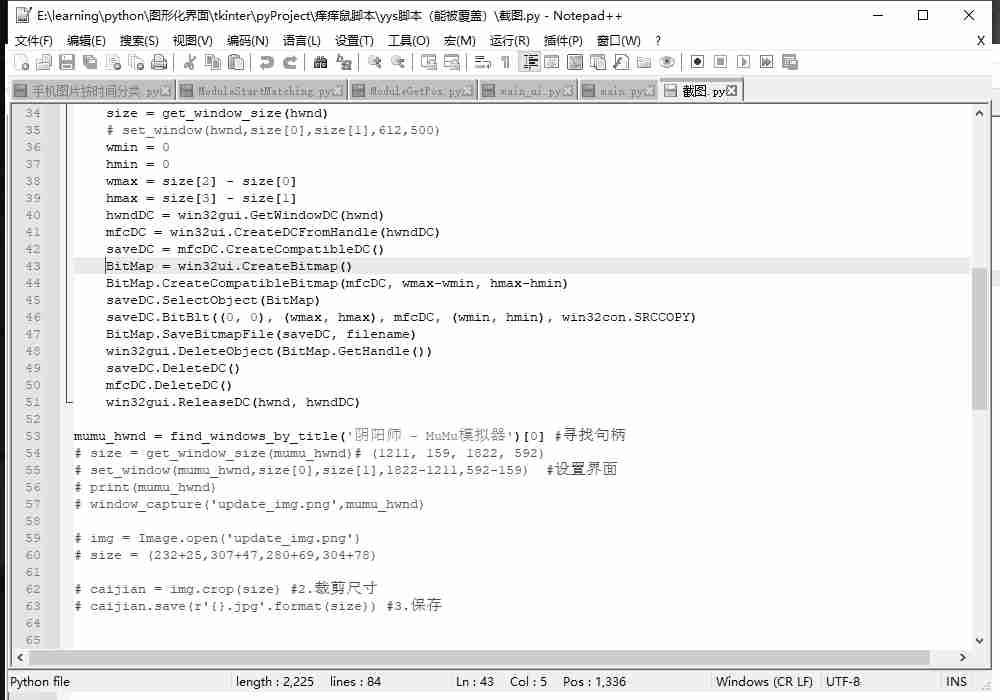 E:\learning\python\图形化界面\tkinter\pyProject\痒痒鼠脚本\yys脚本（能被覆盖）\截图.py - Notepad++
文件(F) 编辑(E) 搜索(S) 视图(V) 编码(N) 语言(L) 设置(T) 工具(O) 宏(M) 运行(R) 插件(P) 窗口(W) ? X
手机图片按时间分类.py ModuleStartMatching.py ModuleGetPox.py main_ui.py main.py 截图.py
34 size = get_window_size(hwnd)
35 # set_window(hwnd,size[0],size[1],612,500)
36 wmin = 0
37 hmin = 0
38 wmax = size[2] - size[0]
39 hmax = size[3] - size[1]
40 hwndDC = win32gui.GetWindowDC(hwnd)
41 mfcDC = win32ui.CreateDCFromHandle(hwndDC)
42 saveDC = mfcDC.CreateCompatibleDC()
43 BitMap = win32ui.CreateBitmap()
44 BitMap.CreateCompatibleBitmap(mfcDC, wmax-wmin, hmax-hmin)
45 saveDC.SelectObject(BitMap)
46 saveDC.BitBlt((0, 0), (wmax, hmax), mfcDC, (wmin, hmin), win32con.SRCCOPY)
47 BitMap.SaveBitmapFile(saveDC, filename)
48 win32gui.DeleteObject(BitMap.GetHandle())
49 saveDC.DeleteDC()
50 mfcDC.DeleteDC()
51 win32gui.ReleaseDC(hwnd, hwndDC)
52
53 mumu_hwnd = find_windows_by_title('阴阳师 - MuMu模拟器')[0] #寻找句柄
54 # size = get_window_size(mumu_hwnd)# (1211, 159, 1822, 592)
55 # set_window(mumu_hwnd,size[0],size[1],1822-1211,592-159) #设置界面
56 # print(mumu_hwnd)
57 # window_capture('update_img.png',mumu_hwnd)
58
59 # img = Image.open('update_img.png')
60 # size = (232+25,307+47,280+69,304+78)
61
62 # caijian = img.crop(size) #2.裁剪尺寸
63 # caijian.save(r'{}.jpg'.format(size)) #3.保存
64
65
Python file length : 2,225 lines : 84 Ln : 43 Col : 5 Pos : 1,336 Windows (CR LF) UTF-8 INS